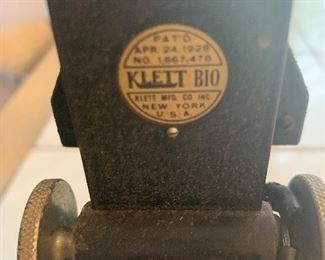 PAT'D
APR. 24, 1928
NO. 1,667,478
KLETT BIO
KLETT MFG. CO. INC.
NEW YORK
U.S.A.